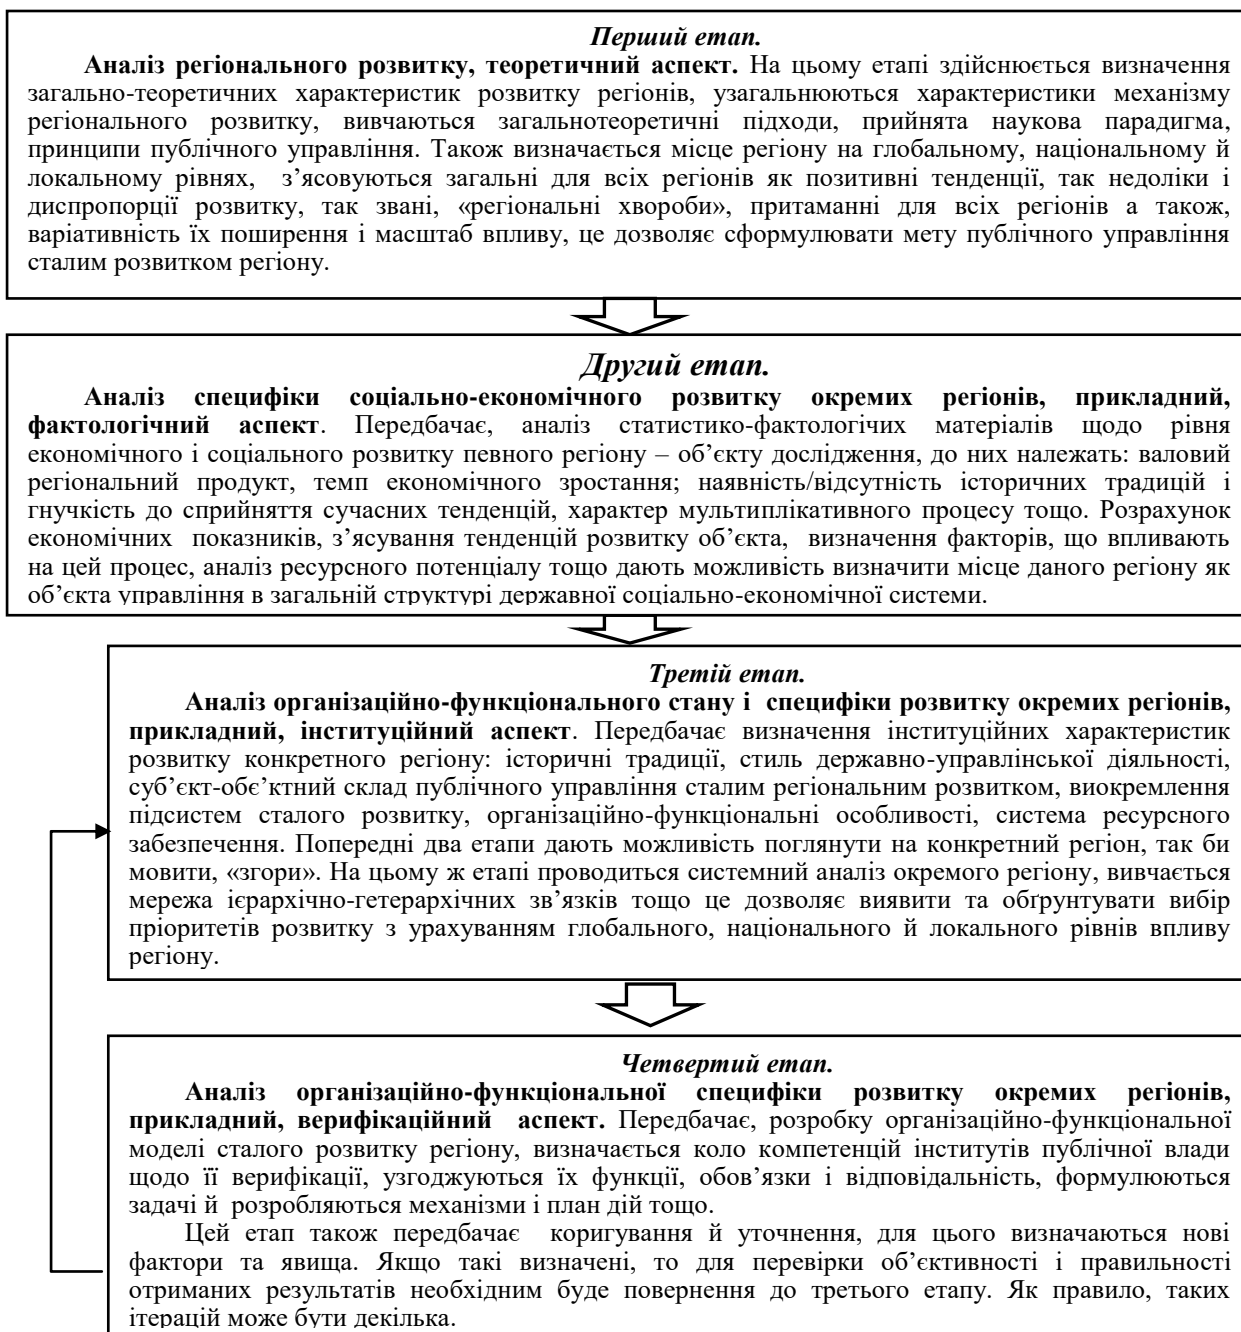 Перший етап.
Аналіз регіонального розвитку, теоретичний аспект. На цьому етапі здійснюється визначення
загально-теоретичних характеристик розвитку регіонів, узагальнюються характеристики механізму
регіонального розвитку, вивчаються загальнотеоретичні підходи, прийнята наукова парадигма,
принципи публічного управління. Також визначається місце регіону на глобальному, національному й
локальному рівнях, з’ясовуються загальні для всіх регіонів як позитивні тенденції, так недоліки і
диспропорції розвитку, так звані, «регіональні хвороби», притаманні для всіх регіонів а також,
варіативність їх поширення і масштаб впливу, це дозволяє сформулювати мету публічного управління
сталим розвитком регіону.
Другий етап.
Аналіз специфіки соціально-економічного розвитку окремих регіонів, прикладний,
фактологічний аспект. Передбачає, аналіз статистико-фактологічих матеріалів щодо рівня
економічного і соціального розвитку певного регіону – об’єкту дослідження, до них належать: валовий
регіональний продукт, темп економічного зростання; наявність/відсутність історичних традицій і
гнучкість до сприйняття сучасних тенденцій, характер мультиплікативного процесу тощо. Розрахунок
економічних показників, з’ясування тенденцій розвитку об’єкта, визначення факторів, що впливають
на цей процес, аналіз ресурсного потенціалу тощо дають можливість визначити місце даного регіону як
об’єкта управління в загальній структурі державної соціально-економічної системи.
Третій етап.
Аналіз організаційно-функціонального стану і специфіки розвитку окремих регіонів,
прикладний, інституційний аспект. Передбачає визначення інституційних характеристик
розвитку конкретного регіону: історичні традиції, стиль державно-управлінської діяльності,
суб’єкт-обє’ктний склад публічного управління сталим регіональним розвитком, виокремлення
підсистем сталого розвитку, організаційно-функціональні особливості, система ресурсного
забезпечення. Попередні два етапи дають можливість поглянути на конкретний регіон, так би
мовити, «згори». На цьому ж етапі проводиться системний аналіз окремого регіону, вивчається
мережа ієрархічно-гетерархічних зв’язків тощо це дозволяє виявити та обґрунтувати вибір
пріоритетів розвитку з урахуванням глобального, національного й локального рівнів впливу
регіону.
Четвертий етап.
Аналіз організаційно-функціональної специфіки розвитку окремих регіонів,
прикладний, верифікаційний аспект. Передбачає, розробку організаційно-функціональної
моделі сталого розвитку регіону, визначається коло компетенцій інститутів публічної влади
щодо її верифікації, узгоджуються їх функції, обов’язки і відповідальність, формулюються
задачі й розробляються механізми і план дій тощо.
Цей етап також передбачає коригування й уточнення, для цього визначаються нові
фактори та явища. Якщо такі визначені, то для перевірки об’єктивності і правильності
отриманих результатів необхідним буде повернення до третього етапу. Як правило, таких
ітерацій може бути декілька.